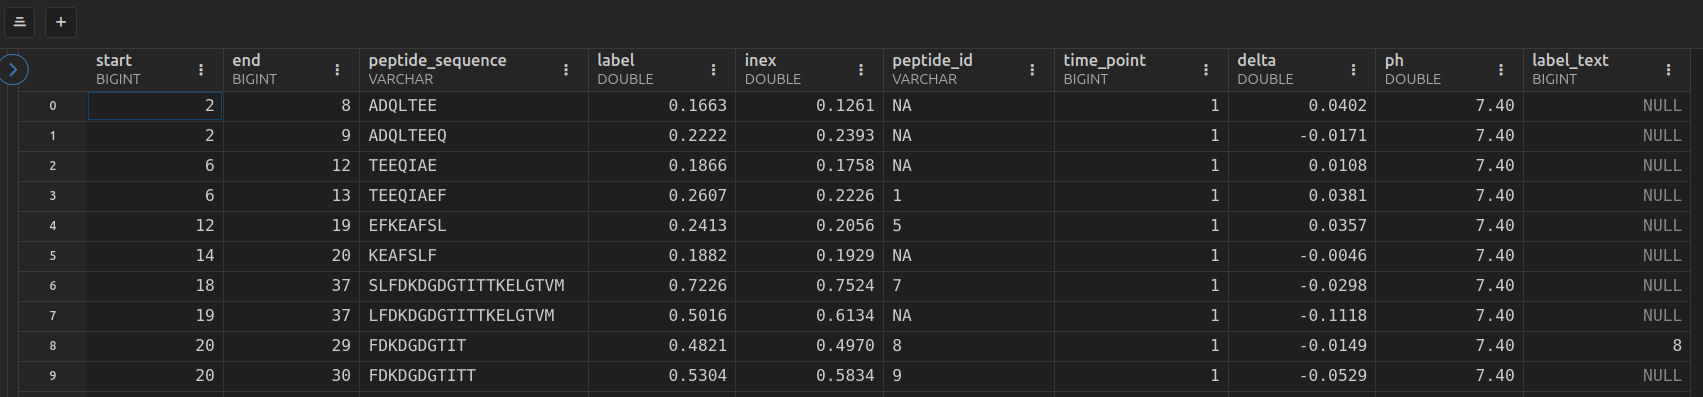 start end peptide_sequence label inex peptide_id time_point delta ph label_text
BIGINT BIGINT VARCHAR DOUBLE DOUBLE VARCHAR BIGINT DOUBLE DOUBLE BIGINT
0 2 8 ADQLTEE 0.1663 0.1261 NA 1 0.0402 7.40 NULL
1 2 9 ADQLTEEQ 0.2222 0.2393 NA 1 -0.0171 7.40 NULL
2 6 12 TEEQIAE 0.1866 0.1758 NA 1 0.0108 7.40 NULL
3 6 13 TEEQIAEF 0.2607 0.2226 1 1 0.0381 7.40 NULL
4 12 19 EFKEAFSL 0.2413 0.2056 5 1 0.0357 7.40 NULL
5 14 20 KEAFSLF 0.1882 0.1929 NA 1 -0.0046 7.40 NULL
6 18 37 SLFDKDGDGTITTKELGTVM 0.7226 0.7524 7 1 -0.0298 7.40 NULL
7 19 37 LFDKDGDGTITTKELGTVM 0.5016 0.6134 NA 1 -0.1118 7.40 NULL
8 20 29 FDKDGDGTIT 0.4821 0.4970 8 1 -0.0149 7.40 8
9 20 30 FDKDGDGTITT 0.5304 0.5834 9 1 -0.0529 7.40 NULL